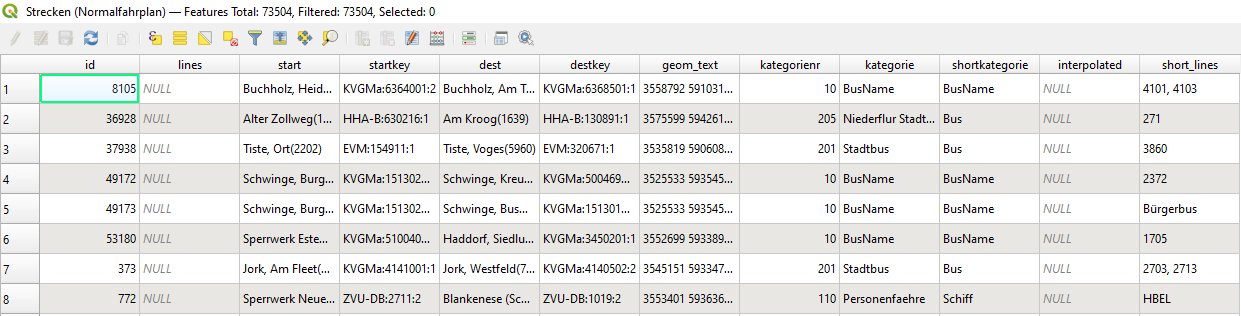 Strecken (Normalfahrplan) — Features Total: 73504, Filtered: 73504, Selected: 0
id lines start startkey dest destkey geom_text kategorienr kategorie shortkategorie interpolated short_lines
1 8105 NULL Buchholz, Heid... KVGMa:6364001:2 Buchholz, Am T... KVGMa:6368501:1 3558792 591031... 10 BusName BusName NULL 4101, 4103
2 36928 NULL Alter Zollweg(1... HHA-B:630216:1 Am Kroog(1639) HHA-B:130891:1 3575599 594261... 205 Niederflur Stadt... Bus NULL 271
3 37938 NULL Tiste, Ort(2202) EVM:154911:1 Tiste, Voges(5960) EVM:320671:1 3535819 590608... 201 Stadtbus Bus NULL 3860
4 49172 NULL Schwinge, Burg... KVGMa:151302... Schwinge, Kreu... KVGMa:500469... 3525533 593545... 10 BusName BusName NULL 2372
5 49173 NULL Schwinge, Burg... KVGMa:151302... Schwinge, Bus... KVGMa:151301... 3525533 593545... 10 BusName BusName NULL Bürgerbus
6 53180 NULL Sperrwerk Este... KVGMa:510040... Haddorf, Siedlu... KVGMa:3450201:1 3552699 593389... 10 BusName BusName NULL 1705
7 373 NULL Jork, Am Fleet(... KVGMa:4141001:1 Jork, Westfeld(7... KVGMa:4140502:2 3545151 593347... 201 Stadtbus Bus NULL 2703, 2713
8 772 NULL Sperrwerk Neue... ZVU-DB:2711:2 Blankenese (Sc... ZVU-DB:1019:2 3553401 593636... 110 Personenfaehre Schiff NULL HBEL